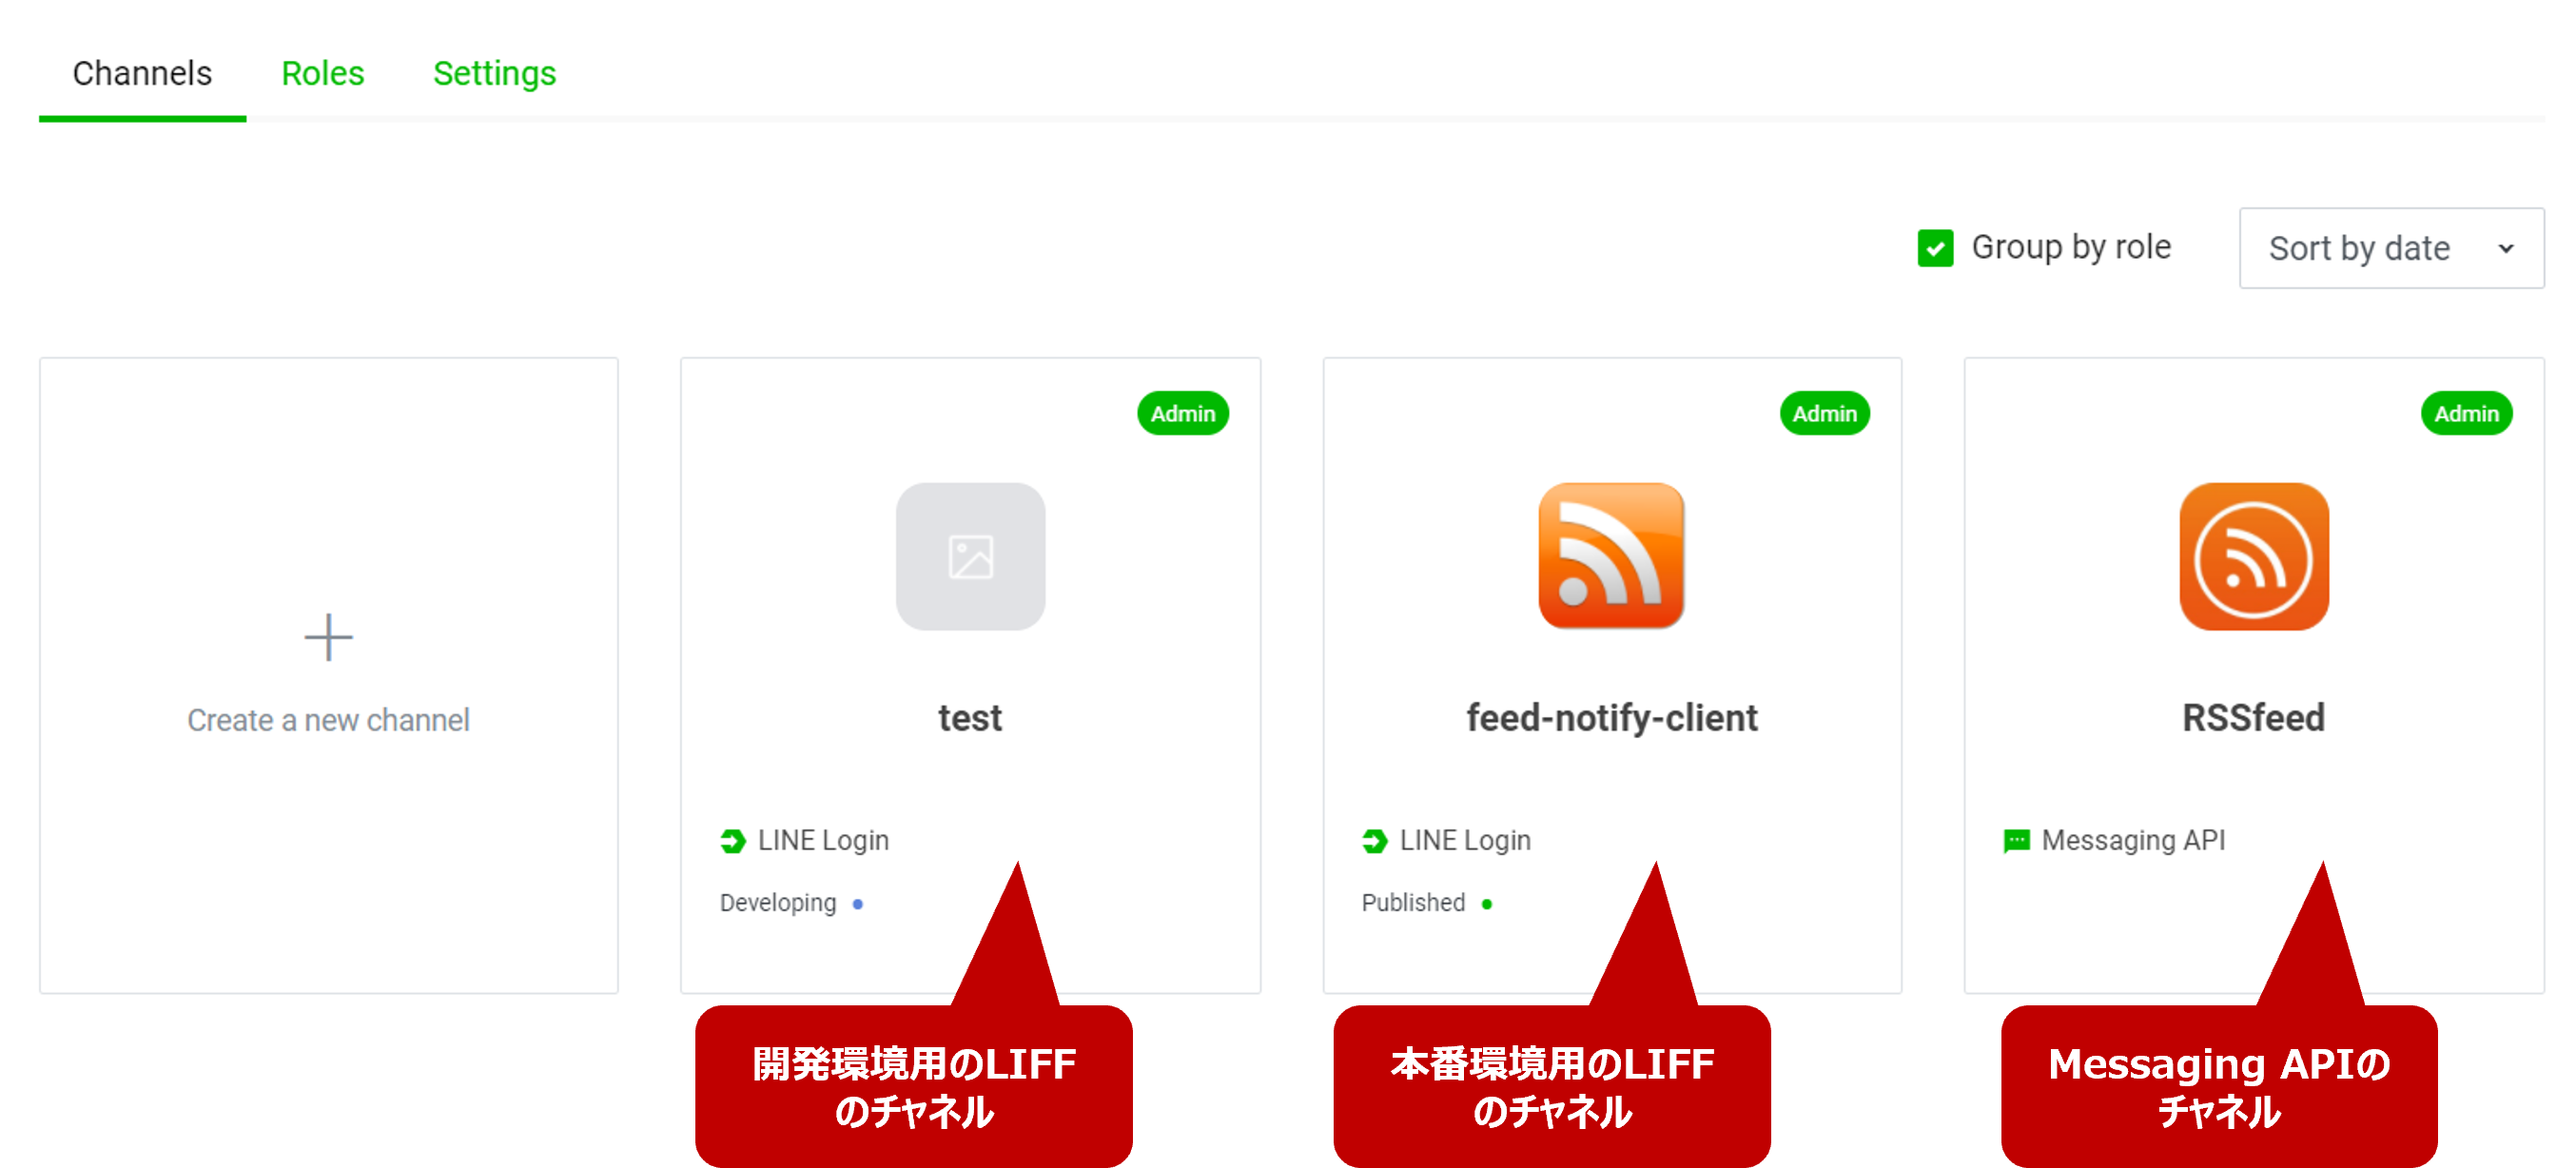 Channels Roles Settings
Group by role Sort by date
Create a new channel
Admin
test
LINE Login
Developing
開発環境用のLIFF
のチャネル
Admin
feed-notify-client
LINE Login
Published
本番環境用のLIFF
のチャネル
Admin
RSSfeed
Messaging API
Messaging APIの
チャネル